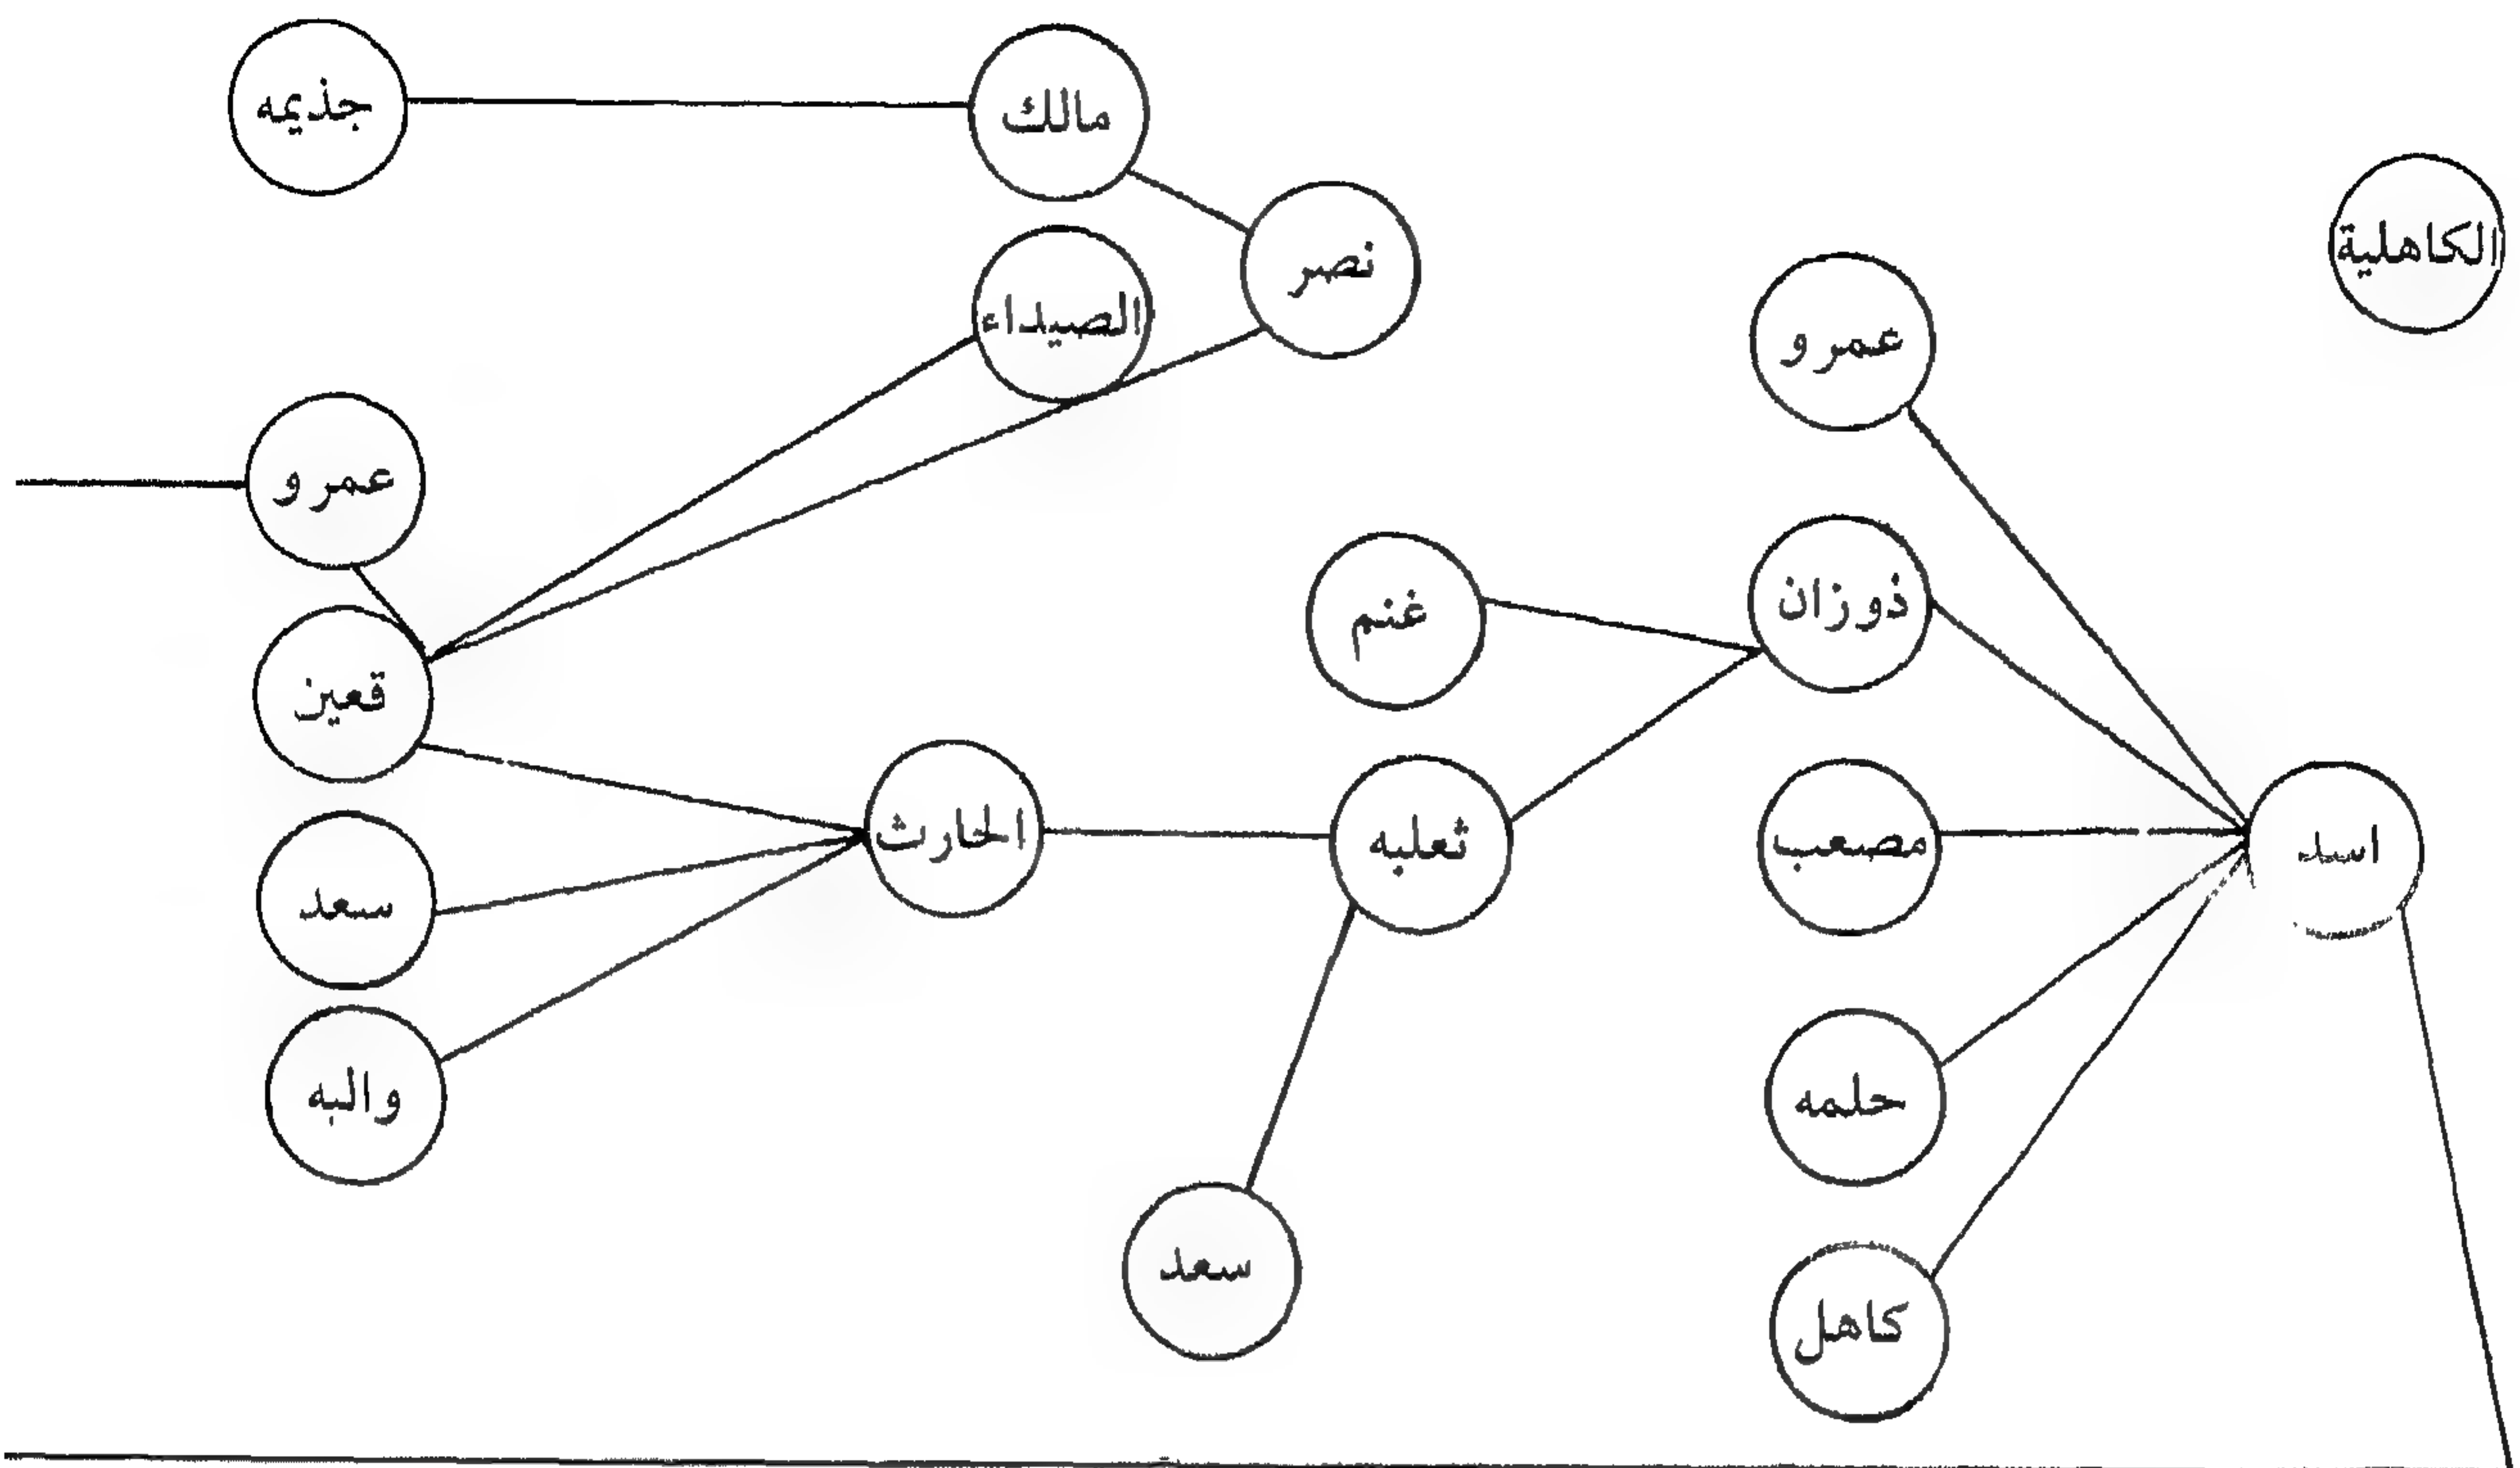 جذيمه
مالك
الكاهلية
نصر
الصيداء
عمرو
عمرو
ذوزان
غنم
قعين
اسد
مصعب
ثعلبه
الحارث
سعد
حلمه
والبه
سعد
كاهل